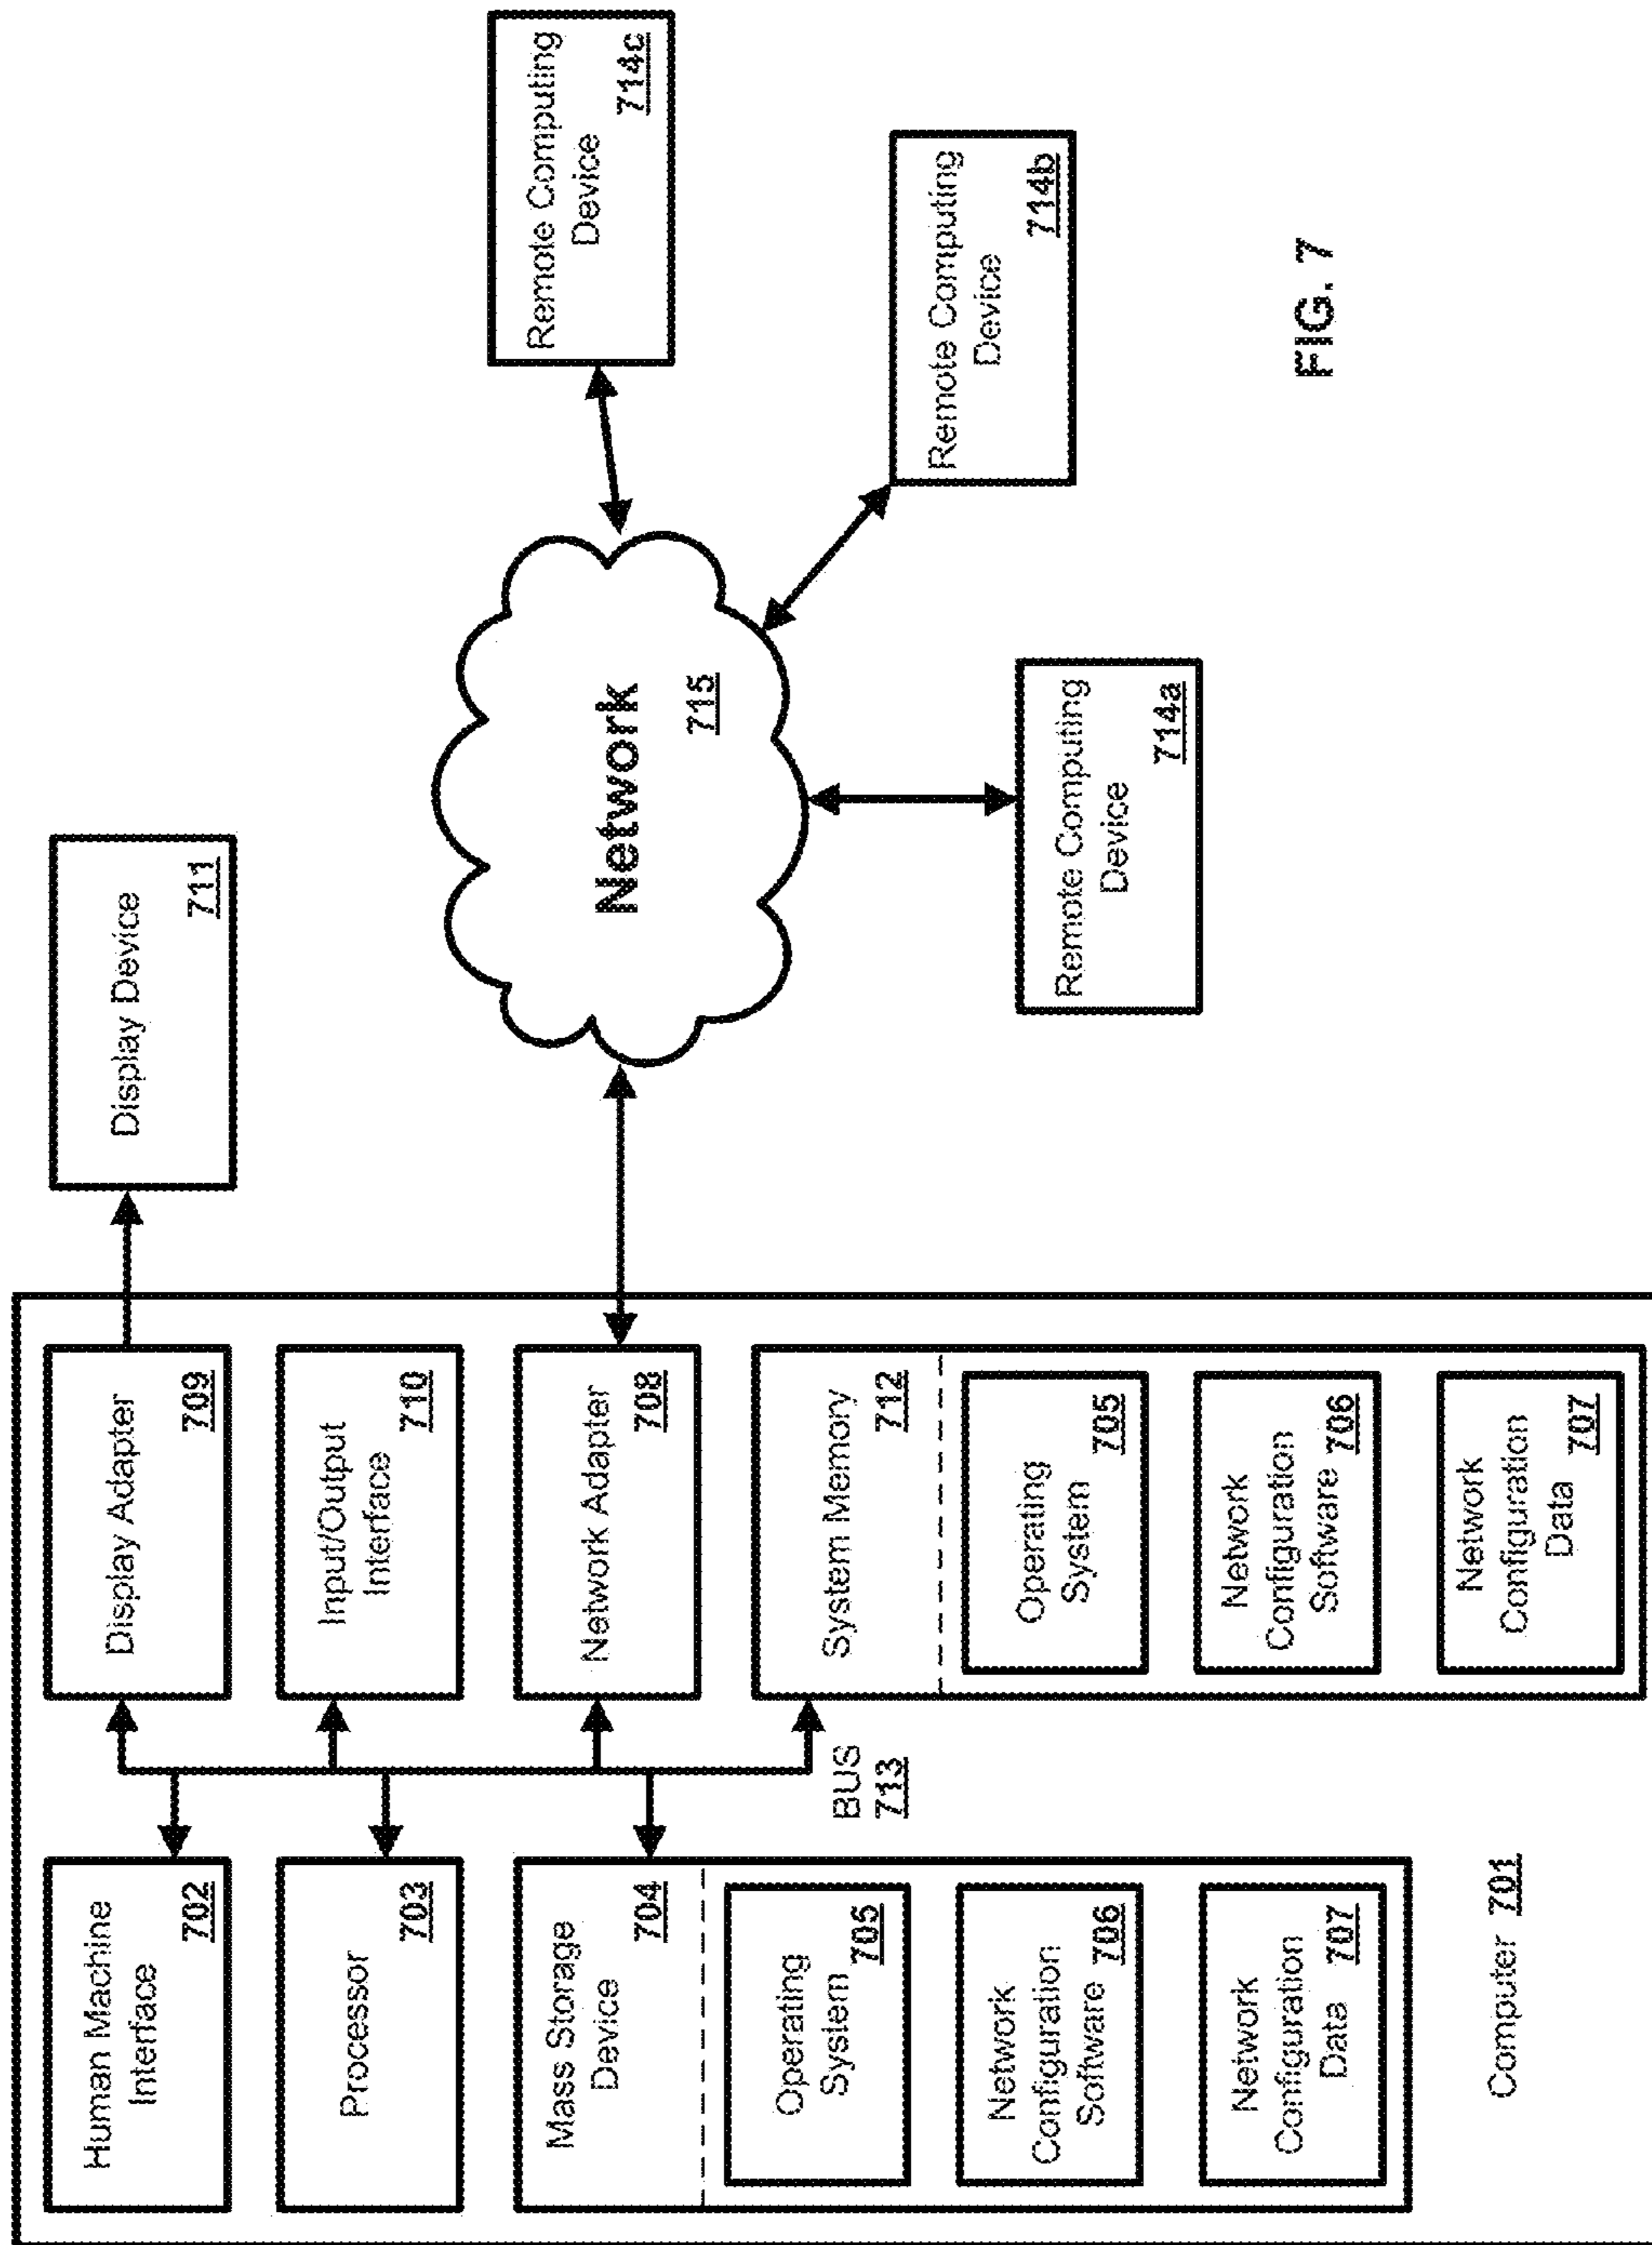 Human Machine
Interface
702
Processor
703
Mass Storage
Device
704
Operating
System
705
Network
Configuration
Software 706
Network
Configuration
Data 707
Computer 701
BUS
713
Display Adapter
709
Input/Output
Interface
710
Network Adapter
708
System Memory
712
Operating
System
705
Network
Configuration
Software 706
Network
Configuration
Data 707
Display Device
711
Network
715
Remote Computing
Device
714a
Remote Computing
Device
714b
Remote Computing
Device
714c
FIG. 7